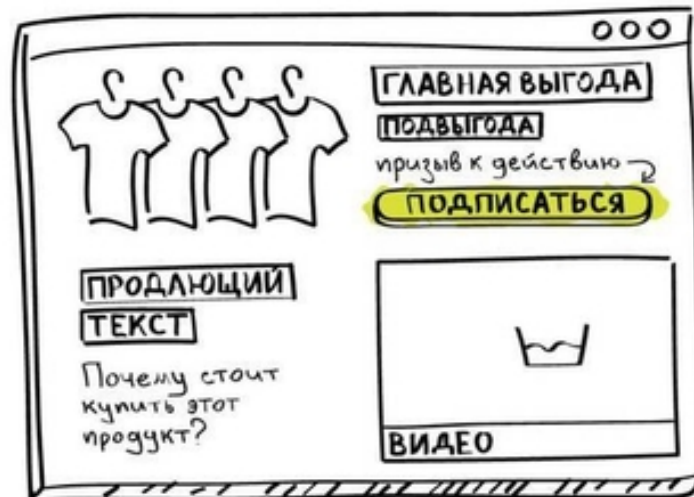 ГЛАВНАЯ ВЫГОДА
ПОДВЫГОДА
призыв к действию
ПОДПИСАТЬСЯ
ПРОДАЮЩИЙ
ТЕКСТ
Почему стоит
купить этот
продукт?
ВИДЕО